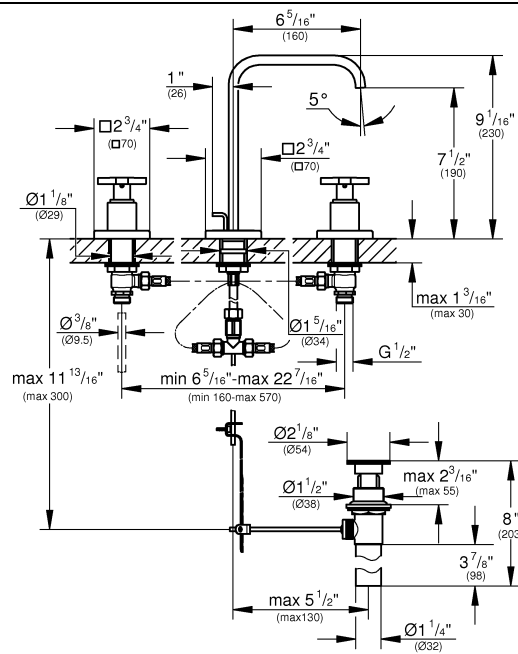 6 5/16"
(160)
1"
(26)
5°
9 1/16"
(230)
□2 3/4"
(□70)
□2 3/4"
(□70)
7 1/2"
(190)
Ø1 1/8"
(Ø29)
max 1 3/16"
(max 30)
Ø3/8"
(Ø9.5)
Ø1 5/16"
(Ø34)
G1/2"
max 11 13/16"
(max 300)
min 6 5/16"-max 22 7/16"
(min 160-max 570)
Ø2 1/8"
(Ø54)
max 2 3/16"
(max 55)
Ø1 1/2"
(Ø38)
8"
(203
3 7/8"
(98)
max 5 1/2"
(max130)
Ø1 1/4"
(Ø32)